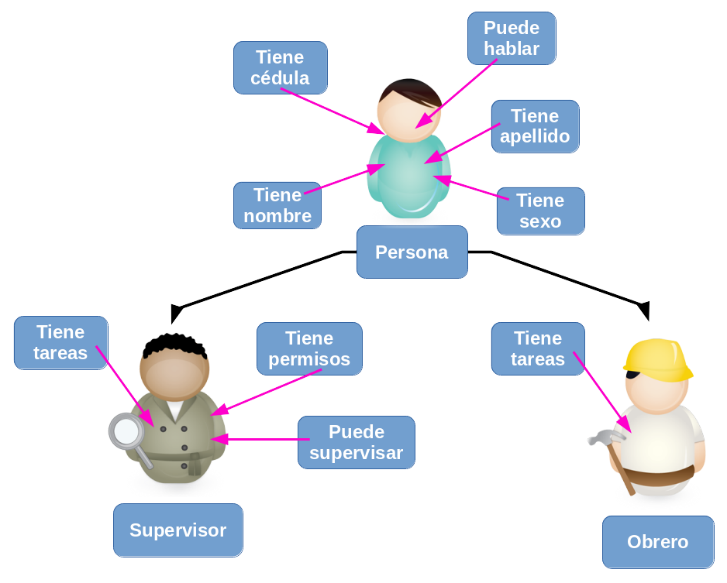 Puede
hablar
Tiene
cédula
Tiene
apellido
Tiene
nombre
Tiene
sexo
Persona
Tiene
tareas
Tiene
permisos
Tiene
tareas
Puede
supervisar
Supervisor
Obrero